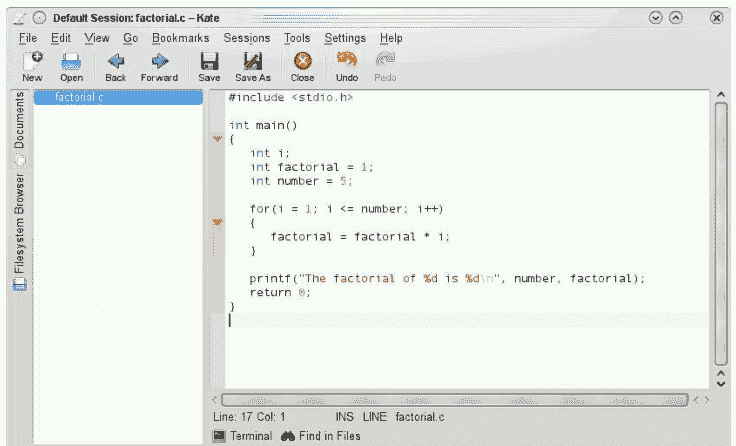 Default Session: factorial.c – Kate
File Edit View Go Bookmarks Sessions Tools Settings Help
New Open Back Forward Save Save As Close Undo Redo
Documents
Filesystem Browser
factorial.c
#include <stdio.h>
int main()
{
int i;
int factorial = 1;
int number = 5;
for(i = 1; i <= number; i++)
{
factorial = factorial * i;
}
printf("The factorial of %d is %d\n", number, factorial);
return 0;
}
Line: 17 Col: 1 INS LINE factorial.c
Terminal Find in Files